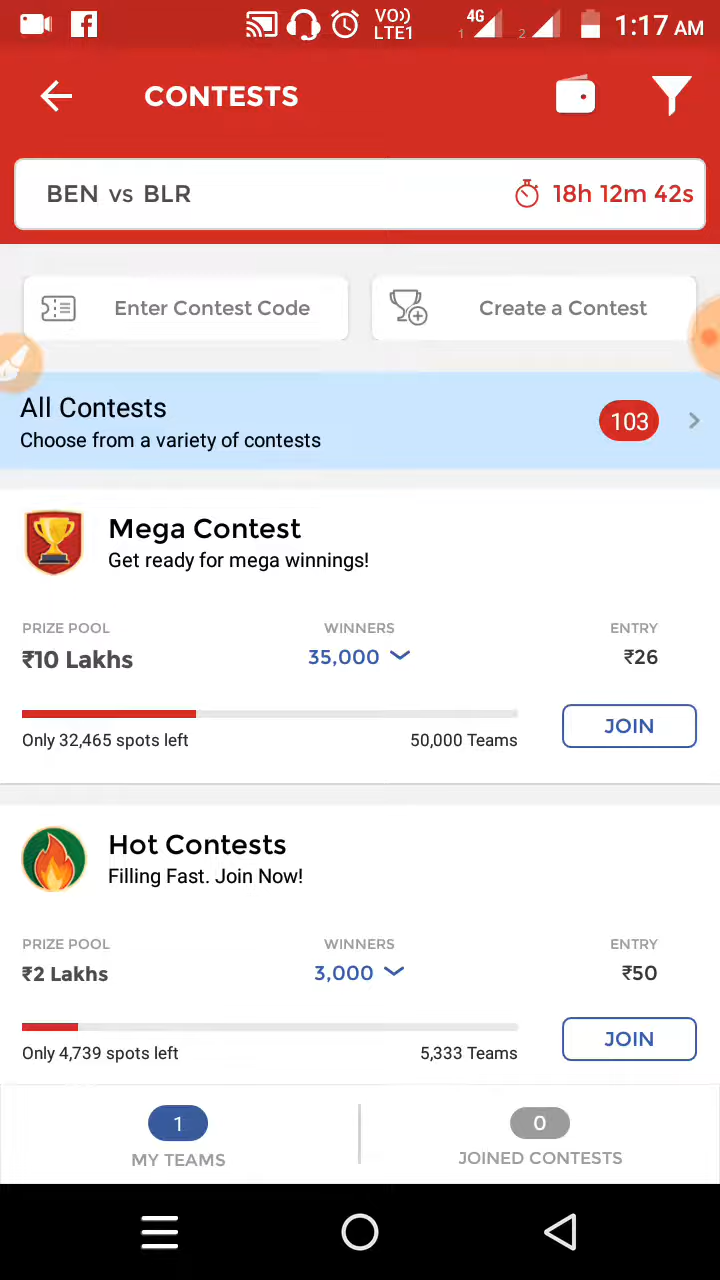 VO)) LTE1 4G 1 2 1:17 AM
CONTESTS
BEN vs BLR 18h 12m 42s
Enter Contest Code Create a Contest
All Contests
Choose from a variety of contests
103
Mega Contest
Get ready for mega winnings!
PRIZE POOL WINNERS ENTRY
₹10 Lakhs 35,000 ₹26
Only 32,465 spots left 50,000 Teams JOIN
Hot Contests
Filling Fast. Join Now!
PRIZE POOL WINNERS ENTRY
₹2 Lakhs 3,000 ₹50
Only 4,739 spots left 5,333 Teams JOIN
1 0
MY TEAMS JOINED CONTESTS